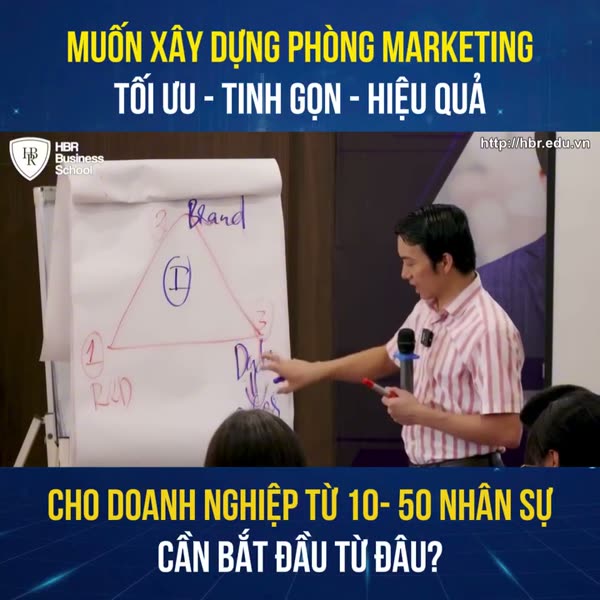 MUỐN XÂY DỰNG PHÒNG MARKETING
TỐI ƯU - TINH GỌN - HIỆU QUẢ
HBR
Business
School
HBR
http://hbr.edu.vn
2
Brand
I
1
3
R&D
CHO DOANH NGHIỆP TỪ 10- 50 NHÂN SỰ
CẦN BẮT ĐẦU TỪ ĐÂU?